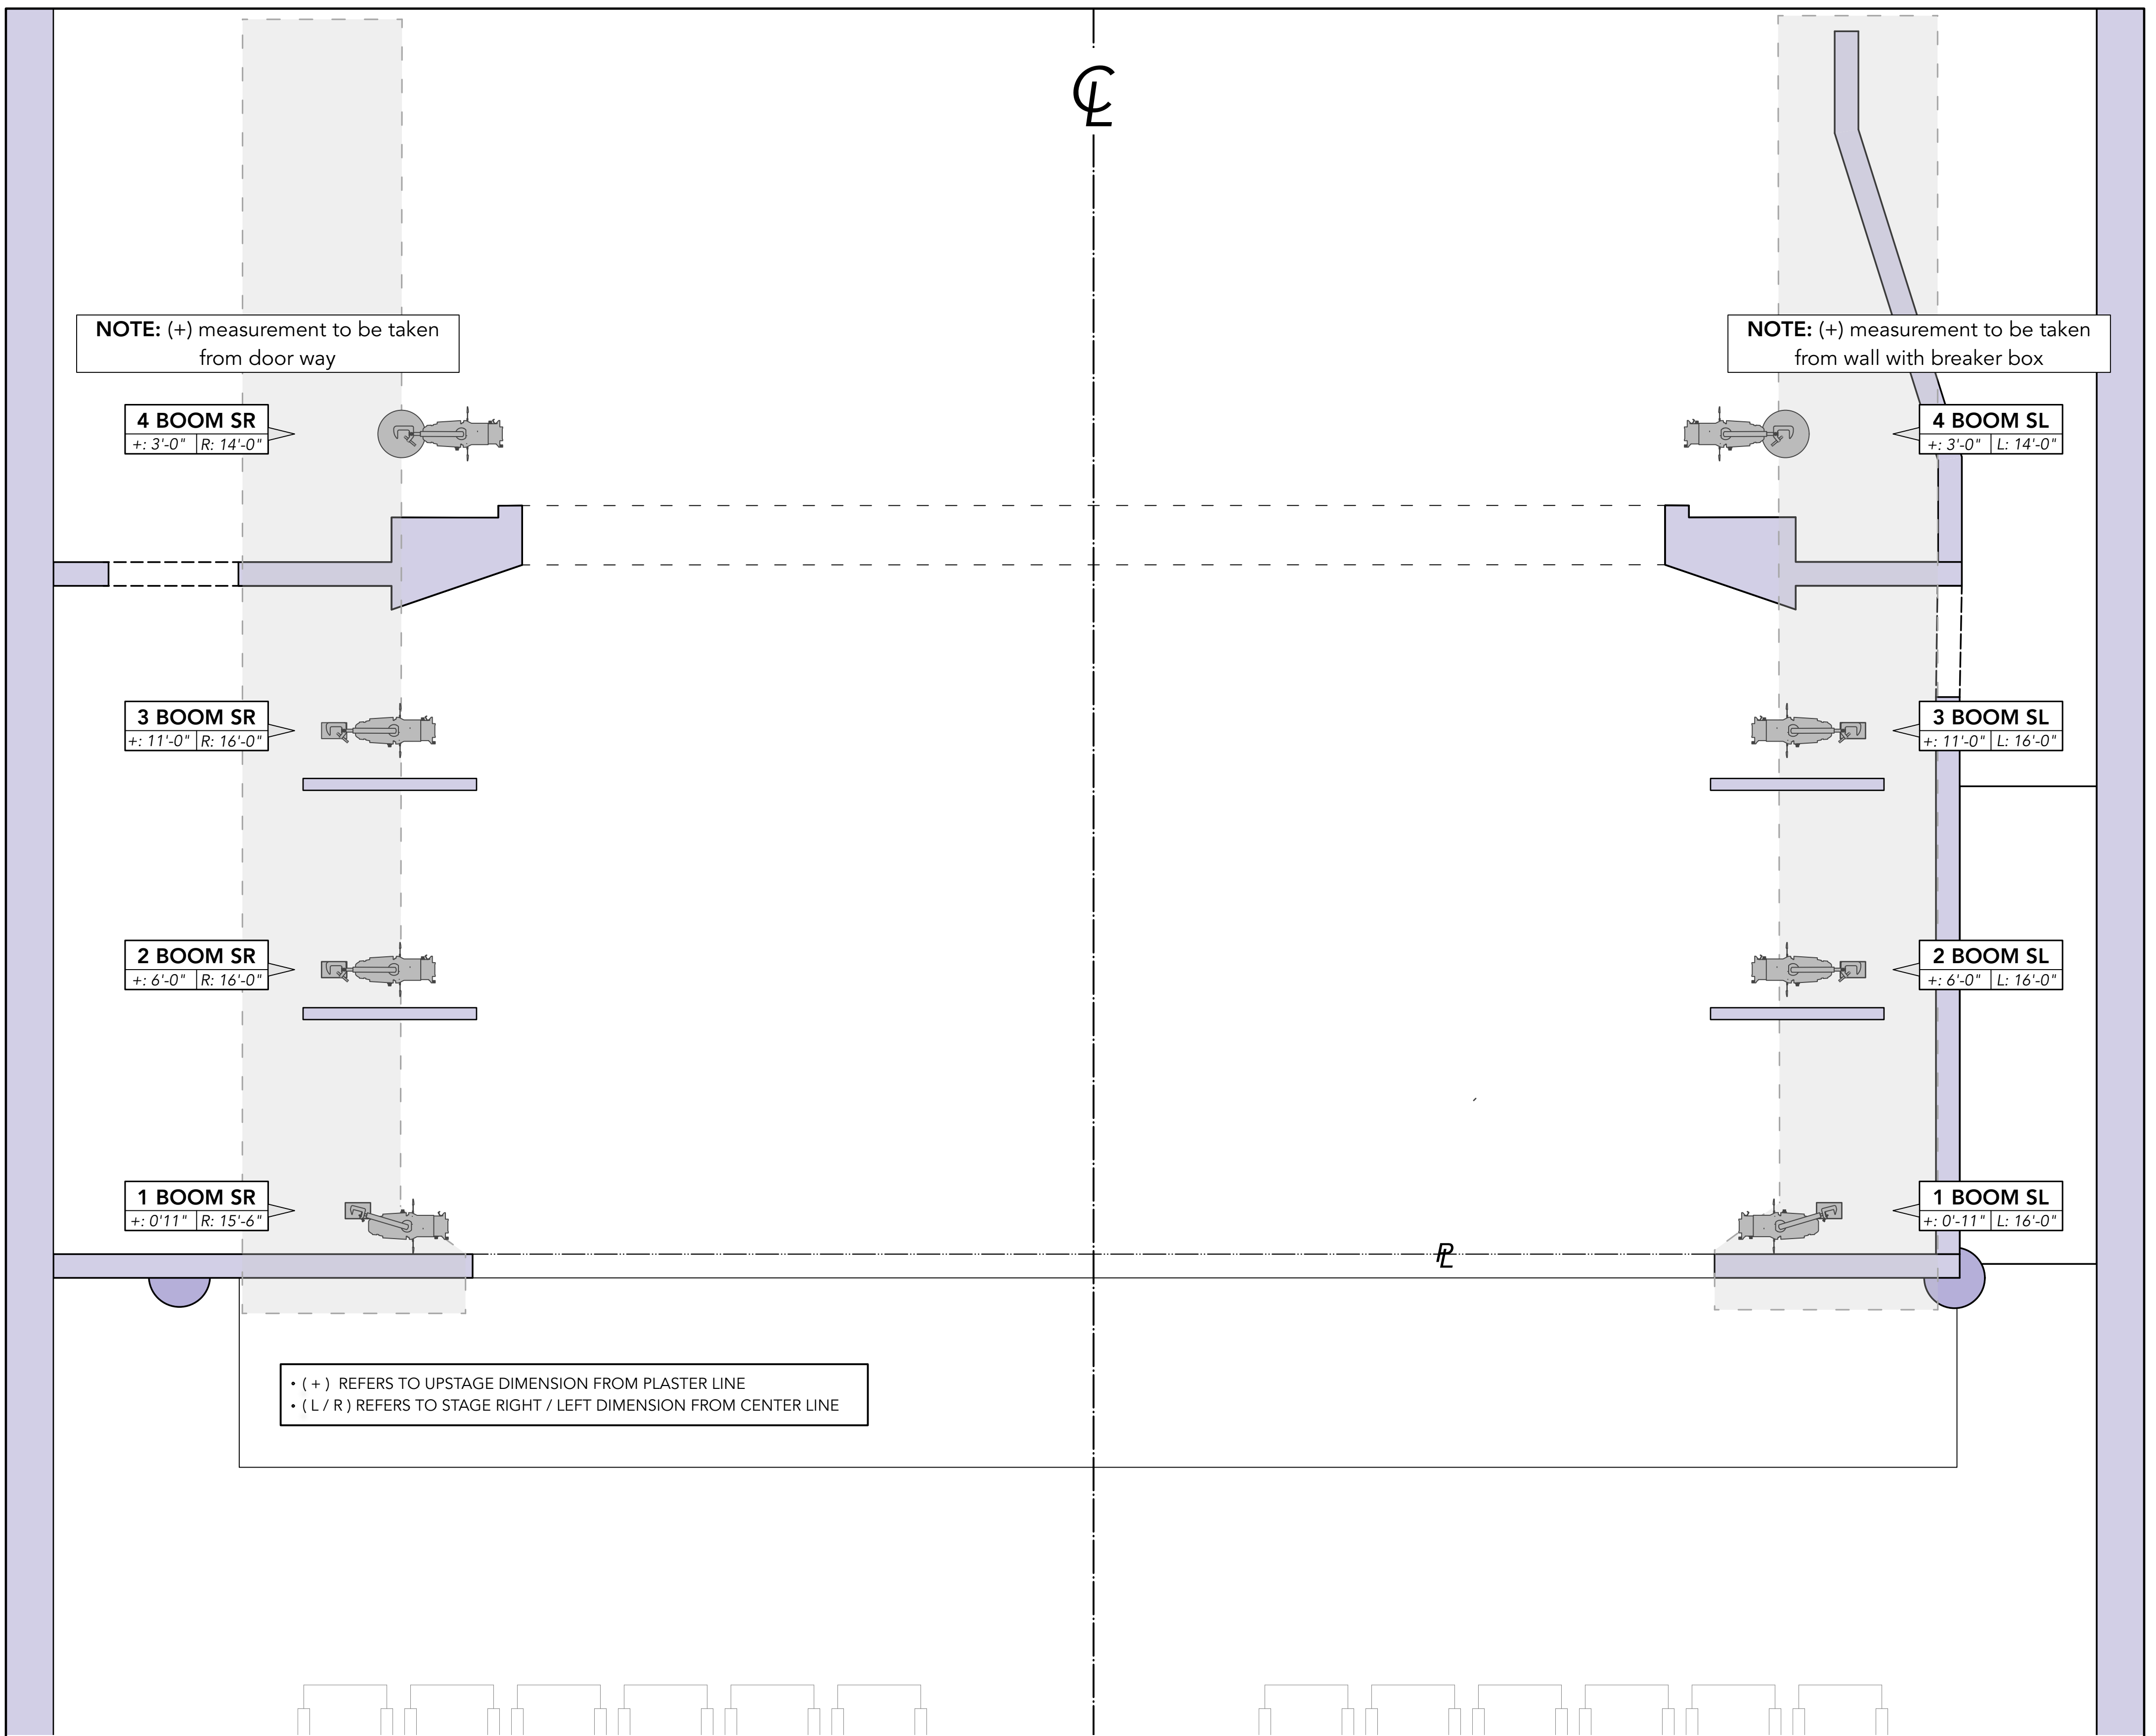 CL
NOTE: (+) measurement to be taken
from door way
NOTE: (+) measurement to be taken
from wall with breaker box
4 BOOM SR
+: 3'-0" R: 14'-0"
4 BOOM SL
+: 3'-0" L: 14'-0"
3 BOOM SR
+: 11'-0" R: 16'-0"
3 BOOM SL
+: 11'-0" L: 16'-0"
2 BOOM SR
+: 6'-0" R: 16'-0"
2 BOOM SL
+: 6'-0" L: 16'-0"
1 BOOM SR
+: 0'11" R: 15'-6"
1 BOOM SL
+: 0'-11" L: 16'-0"
PL
• ( + ) REFERS TO UPSTAGE DIMENSION FROM PLASTER LINE
• ( L / R ) REFERS TO STAGE RIGHT / LEFT DIMENSION FROM CENTER LINE